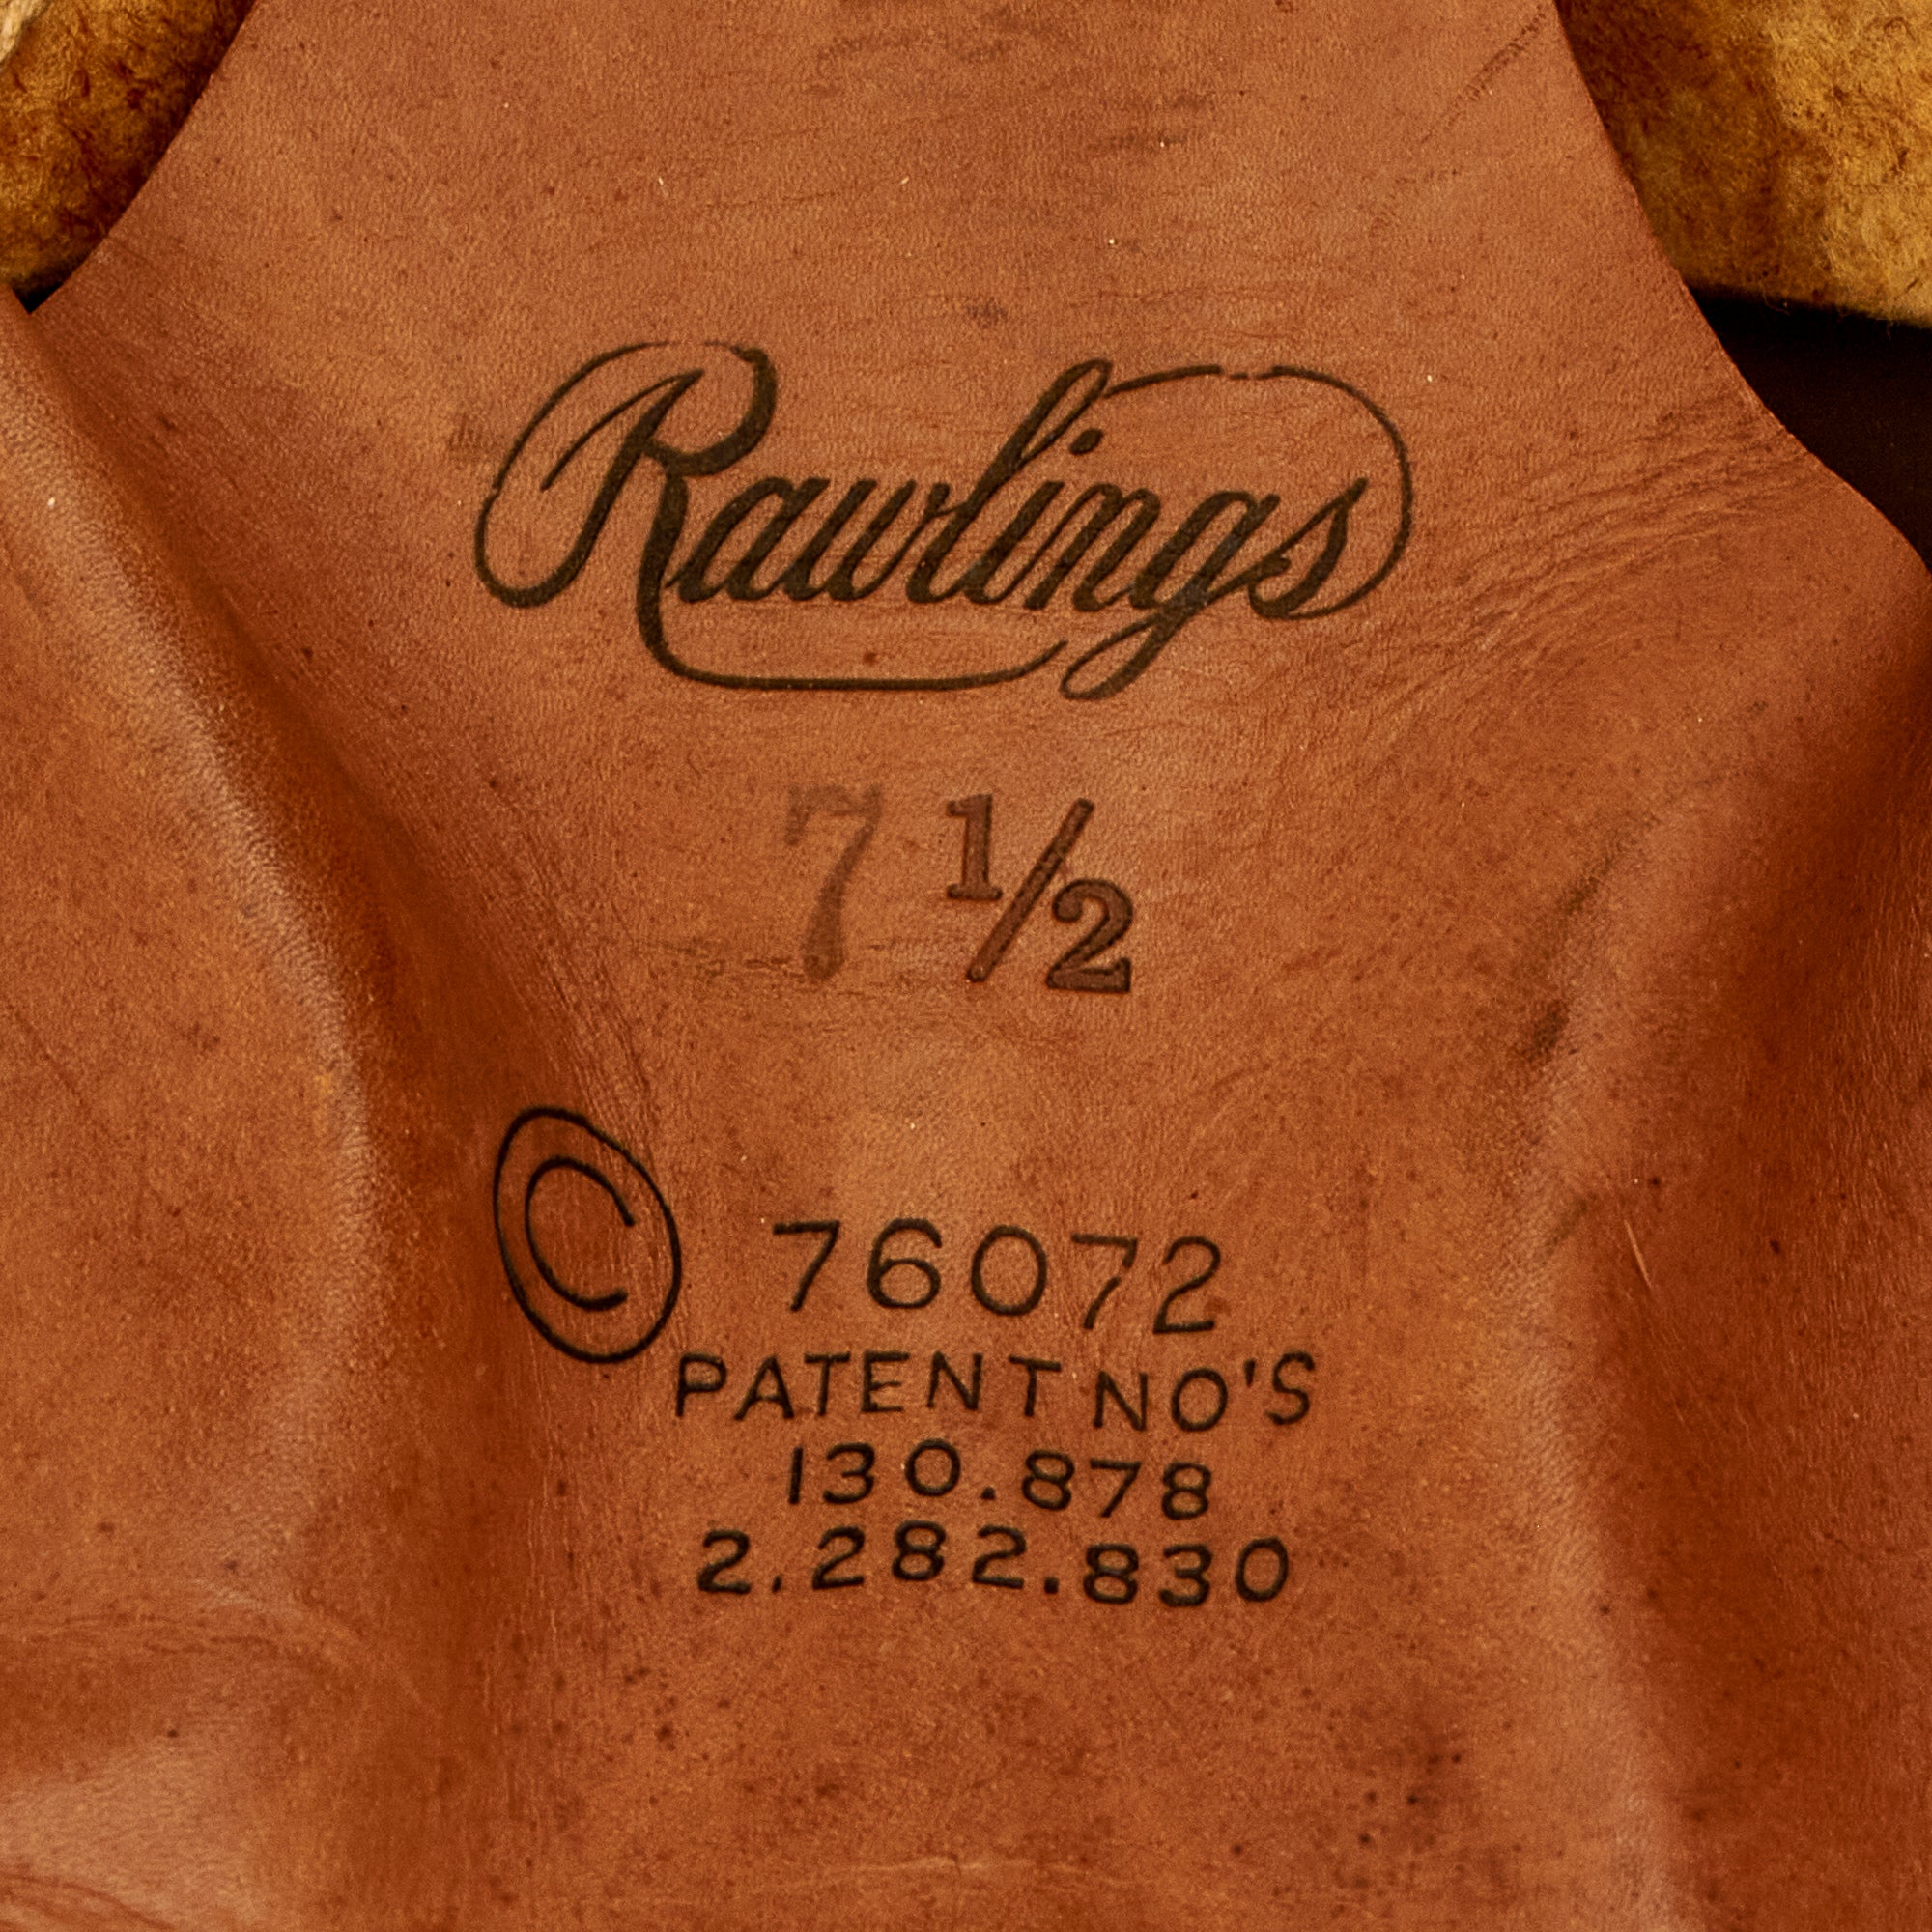 Rawlings
7 1/2
© 76072
PATENT NO'S
130.878
2.282.830